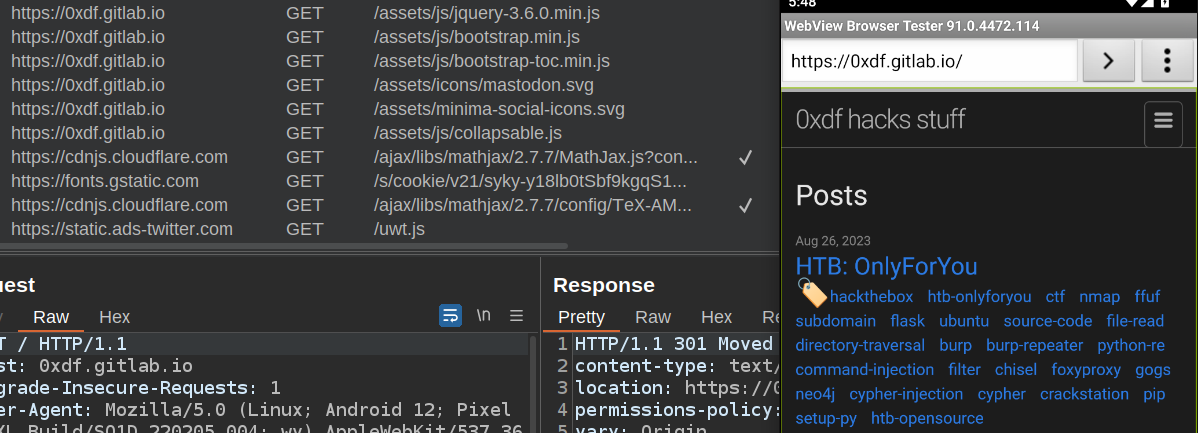 https://0xdf.gitlab.io GET /assets/js/jquery-3.6.0.min.js
https://0xdf.gitlab.io GET /assets/js/bootstrap.min.js
https://0xdf.gitlab.io GET /assets/js/bootstrap-toc.min.js
https://0xdf.gitlab.io GET /assets/icons/mastodon.svg
https://0xdf.gitlab.io GET /assets/minima-social-icons.svg
https://0xdf.gitlab.io GET /assets/js/collapsable.js
https://cdnjs.cloudflare.com GET /ajax/libs/mathjax/2.7.7/MathJax.js?con... ✓
https://fonts.gstatic.com GET /s/cookie/v21/syky-y18lb0tSbf9kgqS1...
https://cdnjs.cloudflare.com GET /ajax/libs/mathjax/2.7.7/config/TeX-AM... ✓
https://static.ads-twitter.com GET /uwt.js
uest
Raw Hex \n
T / HTTP/1.1
st: 0xdf.gitlab.io
grade-Insecure-Requests: 1
er-Agent: Mozilla/5.0 (Linux; Android 12; Pixel
XL Build/SQ1D.220205.004; wv) AppleWebKit/537.36
Response
Pretty Raw Hex Re
1 HTTP/1.1 301 Moved
2 content-type: text/
3 location: https://0
4 permissions-policy:
5 vary: Origin
5:48
WebView Browser Tester 91.0.4472.114
https://0xdf.gitlab.io/
0xdf hacks stuff
Posts
Aug 26, 2023
HTB: OnlyForYou
hackthebox htb-onlyforyou ctf nmap ffuf
subdomain flask ubuntu source-code file-read
directory-traversal burp burp-repeater python-re
command-injection filter chisel foxyproxy gogs
neo4j cypher-injection cypher crackstation pip
setup-py htb-opensource